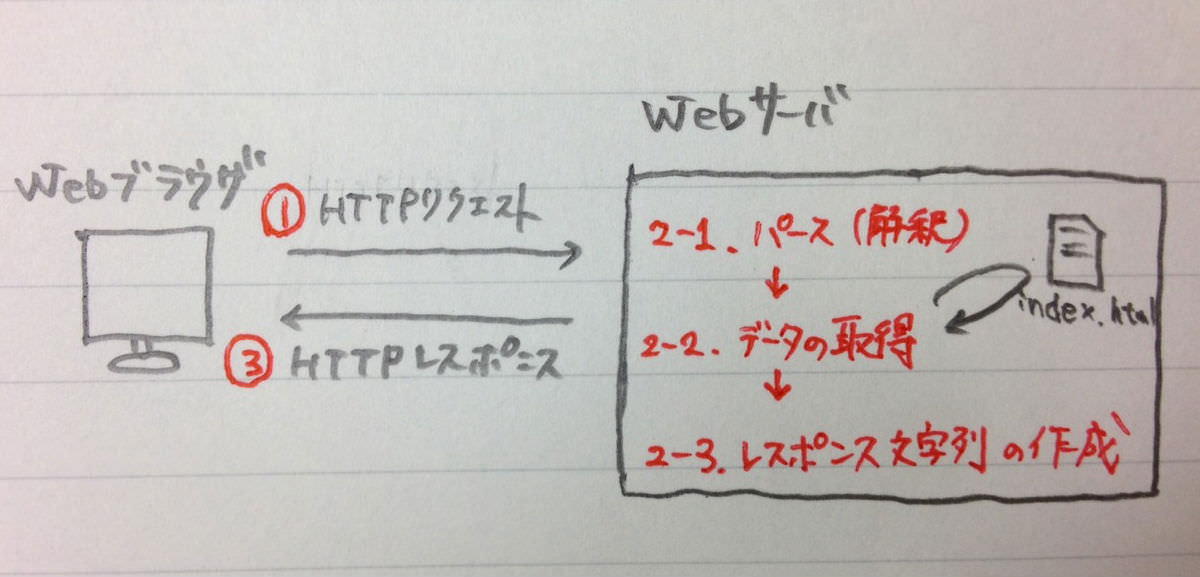 Webサーバ
Webブラウザ
① HTTPリクエスト
③ HTTPレスポンス
2-1. パース (解釈)
↓
2-2. データの取得
↓
2-3. レスポンス文字列の作成
index.html